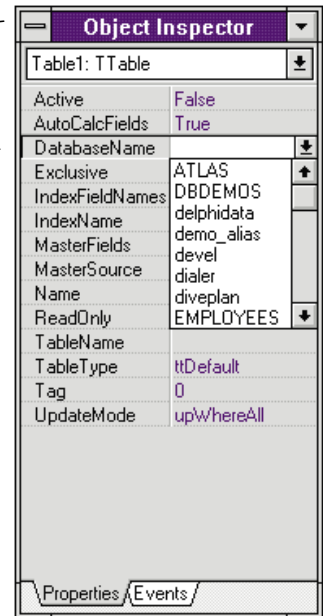 Object Inspector
Table1: TTable
Active False
AutoCalcFields True
DatabaseName
Exclusive ATLAS
IndexFieldNames DBDEMOS
IndexName delphidata
MasterFields demo_alias
MasterSource devel
Name dialer
ReadOnly diveplan
EMPLOYEES
TableName
TableType ttDefault
Tag 0
UpdateMode upWhereAll
Properties Events